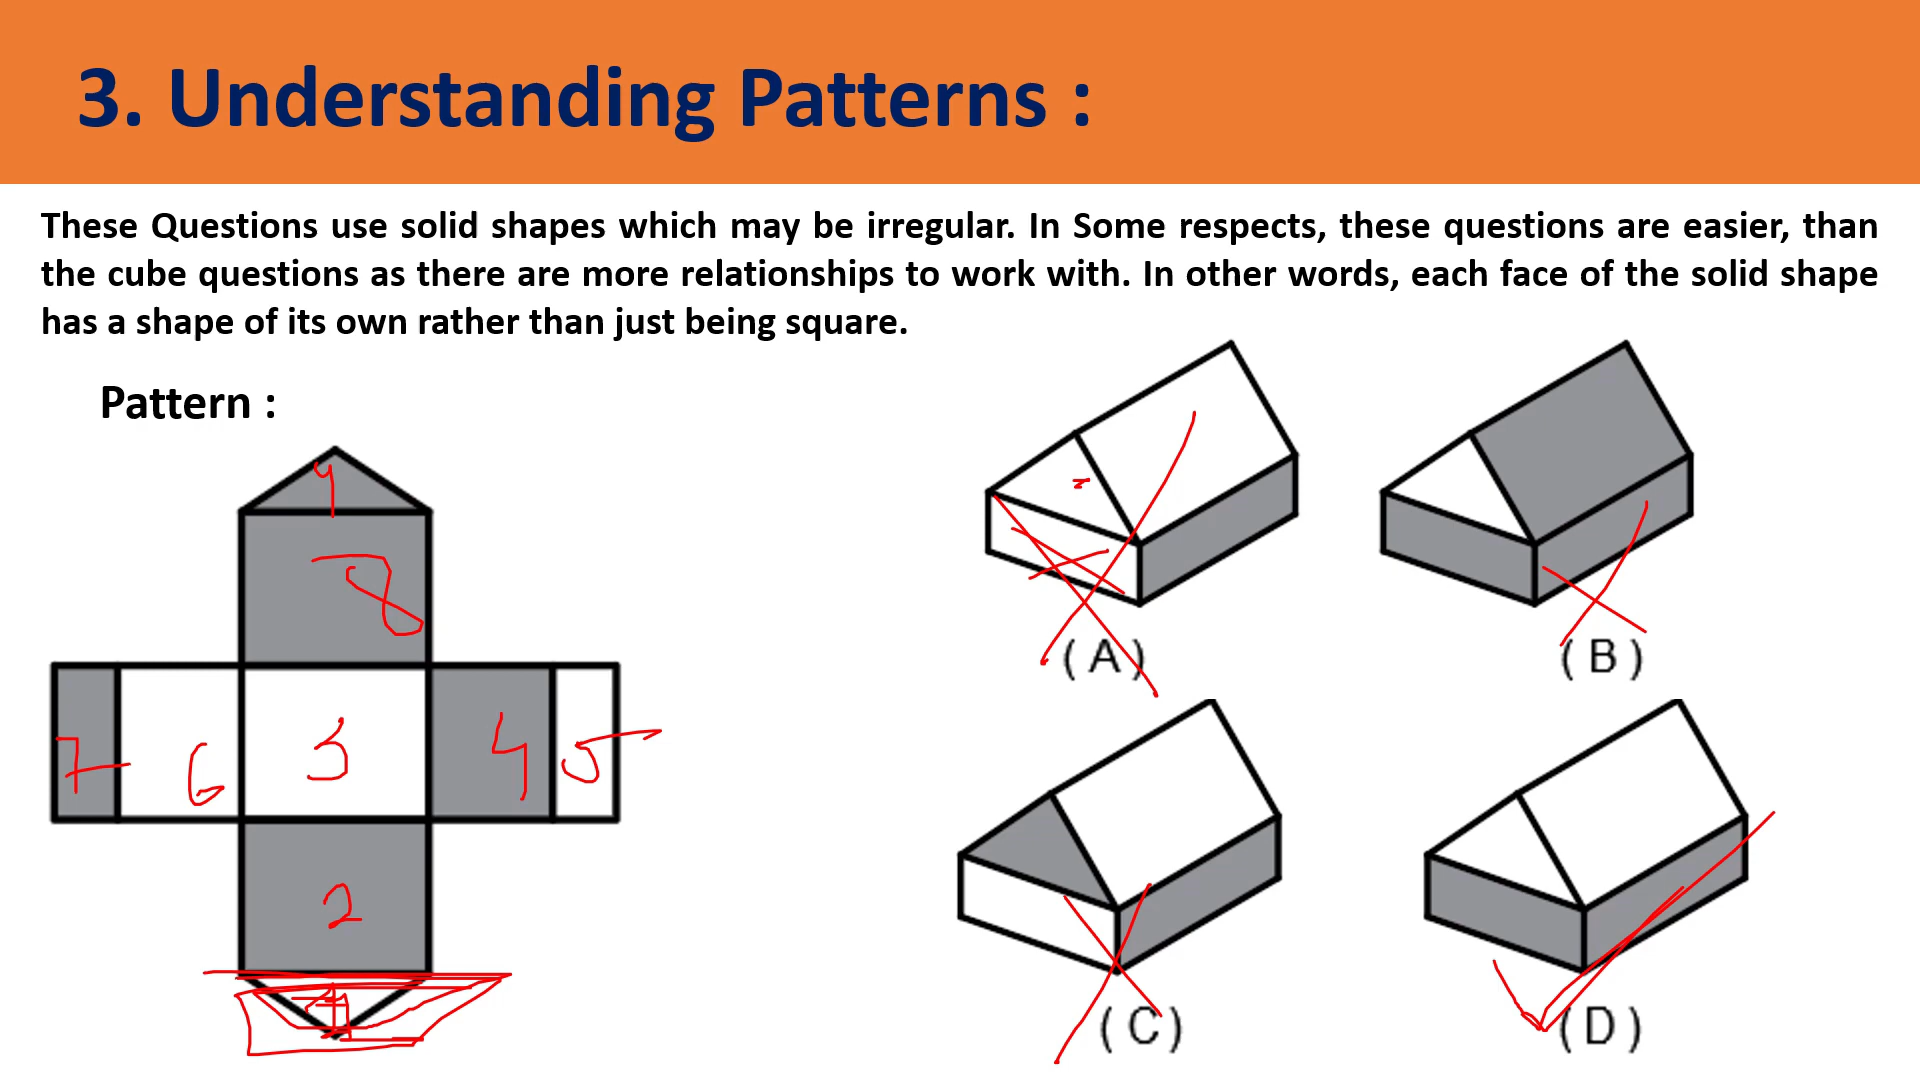 3. Understanding Patterns :
These Questions use solid shapes which may be irregular. In Some respects, these questions are easier, than
the cube questions as there are more relationships to work with. In other words, each face of the solid shape
has a shape of its own rather than just being square.
Pattern :
9
8
7
6
3
4
5
2
(A)
(B)
(C)
(D)